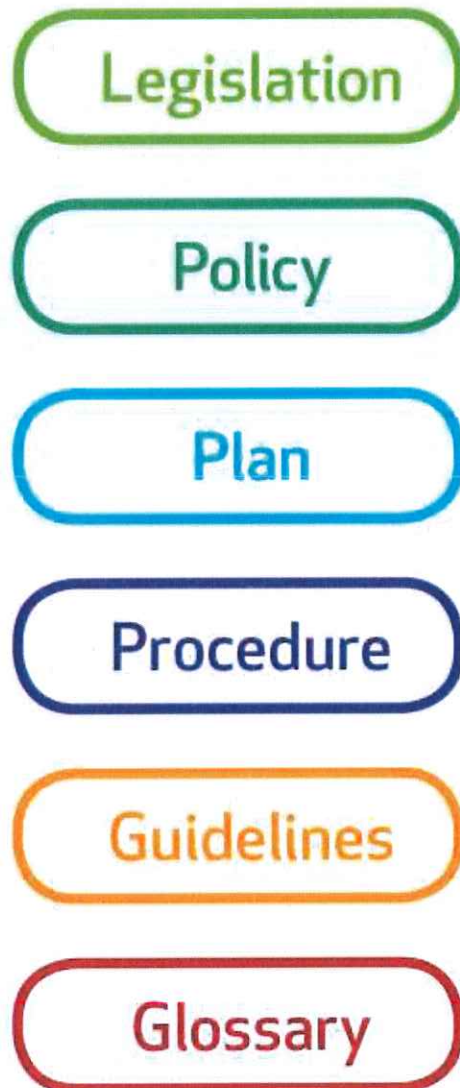 Legislation
Policy
Plan
Procedure
Guidelines
Glossary